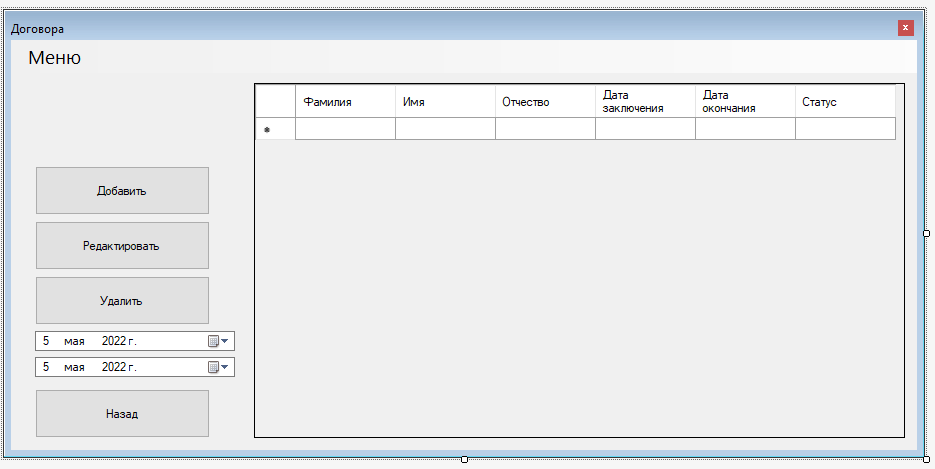 Договора
x
Меню
Фамилия Имя Отчество Дата заключения Дата окончания Статус
*
Добавить
Редактировать
Удалить
5 мая 2022 г.
5 мая 2022 г.
Назад